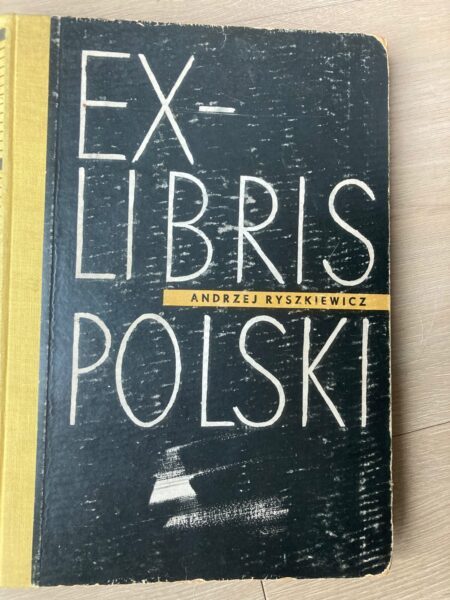 EX-
LIBRIS
ANDRZEJ RYSZKIEWICZ
POLSKI